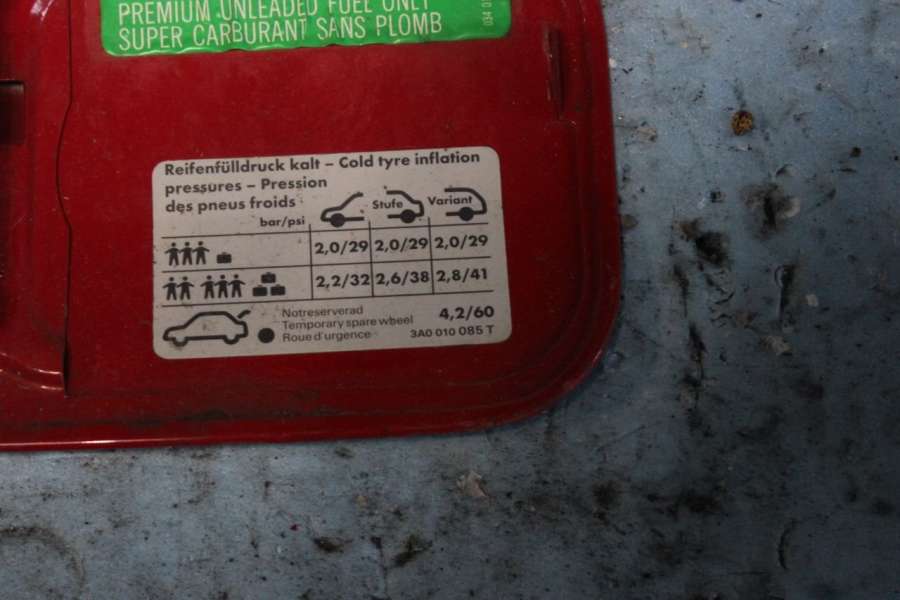 PREMIUM UNLEADED FUEL ONLY
SUPER CARBURANT SANS PLOMB
Reifenfülldruck kalt – Cold tyre inflation
pressures – Pression
des pneus froids
bar/psi Stufe Variant
2,0/29 2,0/29 2,0/29
2,2/32 2,6/38 2,8/41
Notreserverad
Temporary spare wheel 4,2/60
Roue d'urgence 3A0 010 085 T